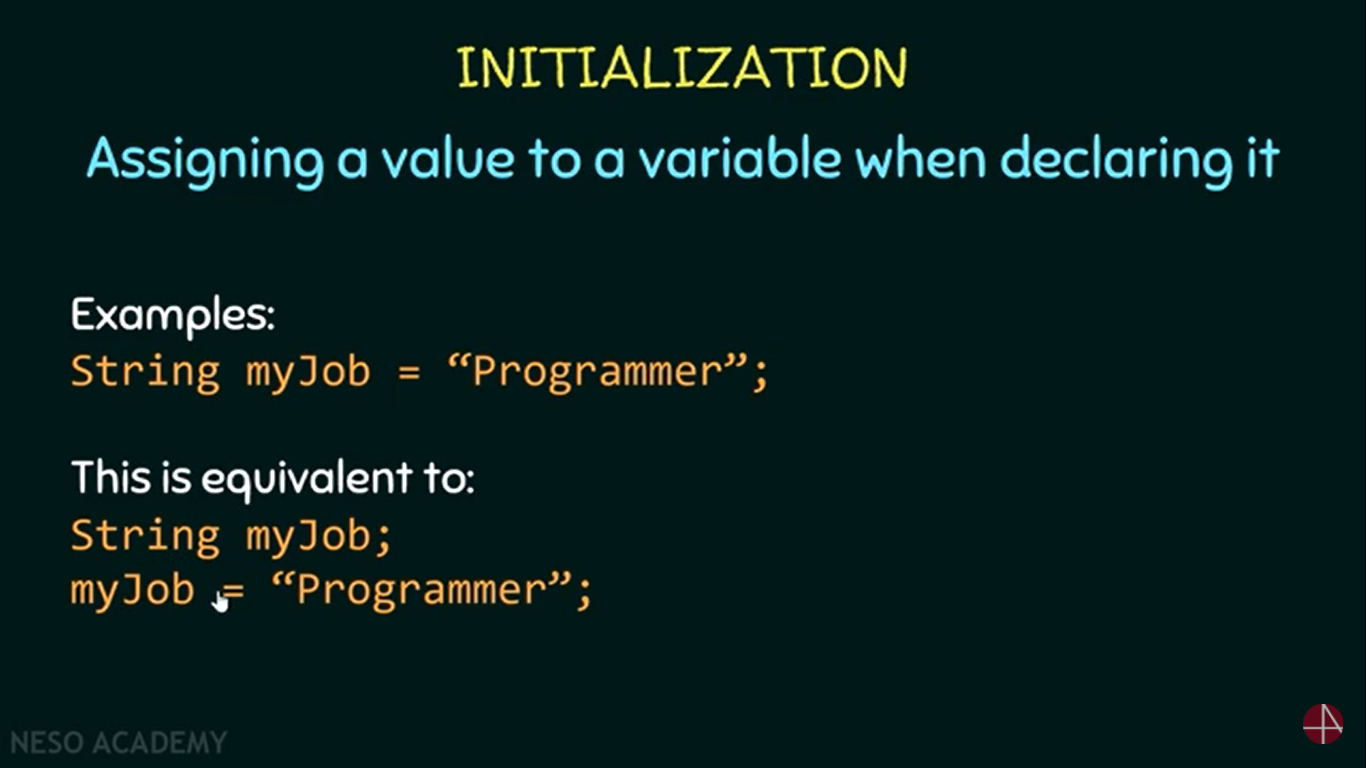 INITIALIZATION
Assigning a value to a variable when declaring it
Examples:
String myJob = “Programmer”;
This is equivalent to:
String myJob;
myJob = “Programmer”;
NESO ACADEMY